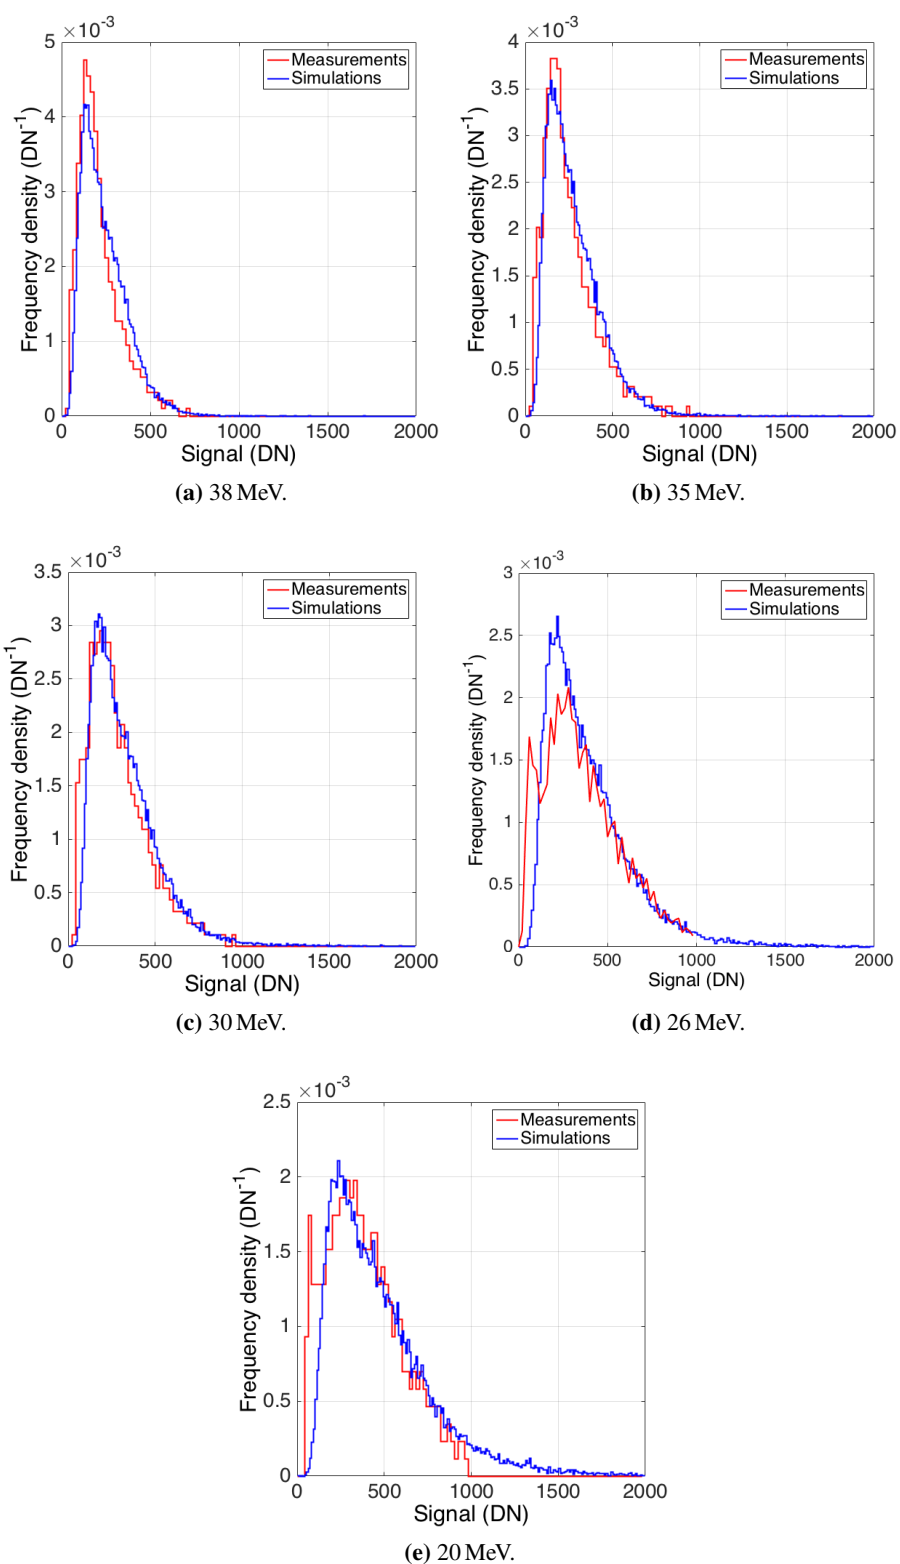 ×10-3
5
4
3
2
1
0
Frequency density (DN-1)
Measurements
Simulations
0 500 1000 1500 2000
Signal (DN)
(a) 38 MeV.
×10-3
4
3.5
3
2.5
2
1.5
1
0.5
0
Frequency density (DN-1)
Measurements
Simulations
0 500 1000 1500 2000
Signal (DN)
(b) 35 MeV.
×10-3
3.5
3
2.5
2
1.5
1
0.5
0
Frequency density (DN-1)
Measurements
Simulations
0 500 1000 1500 2000
Signal (DN)
(c) 30 MeV.
×10-3
3
2.5
2
1.5
1
0.5
0
Frequency density (DN-1)
Measurements
Simulations
0 500 1000 1500 2000
Signal (DN)
(d) 26 MeV.
×10-3
2.5
2
1.5
1
0.5
0
Frequency density (DN-1)
Measurements
Simulations
0 500 1000 1500 2000
Signal (DN)
(e) 20 MeV.